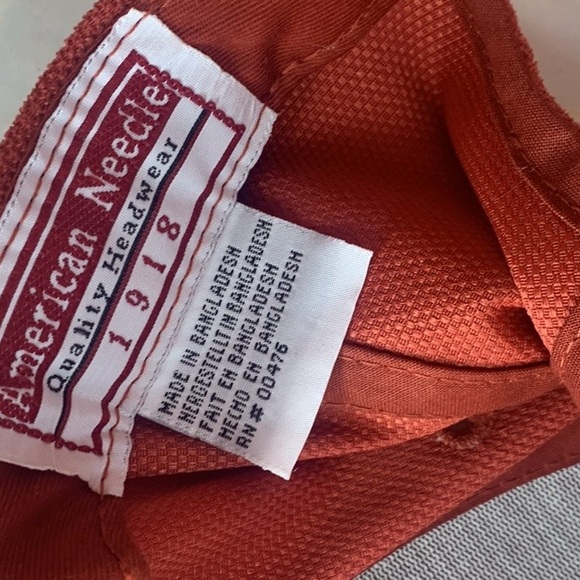 American Needle
Quality Headwear
1918
MADE IN BANGLADESH
HERGESTELLT IN BANGLADESH
FAIT EN BANGLADESH
HECHO EN BANGLADESH
RN# 00476